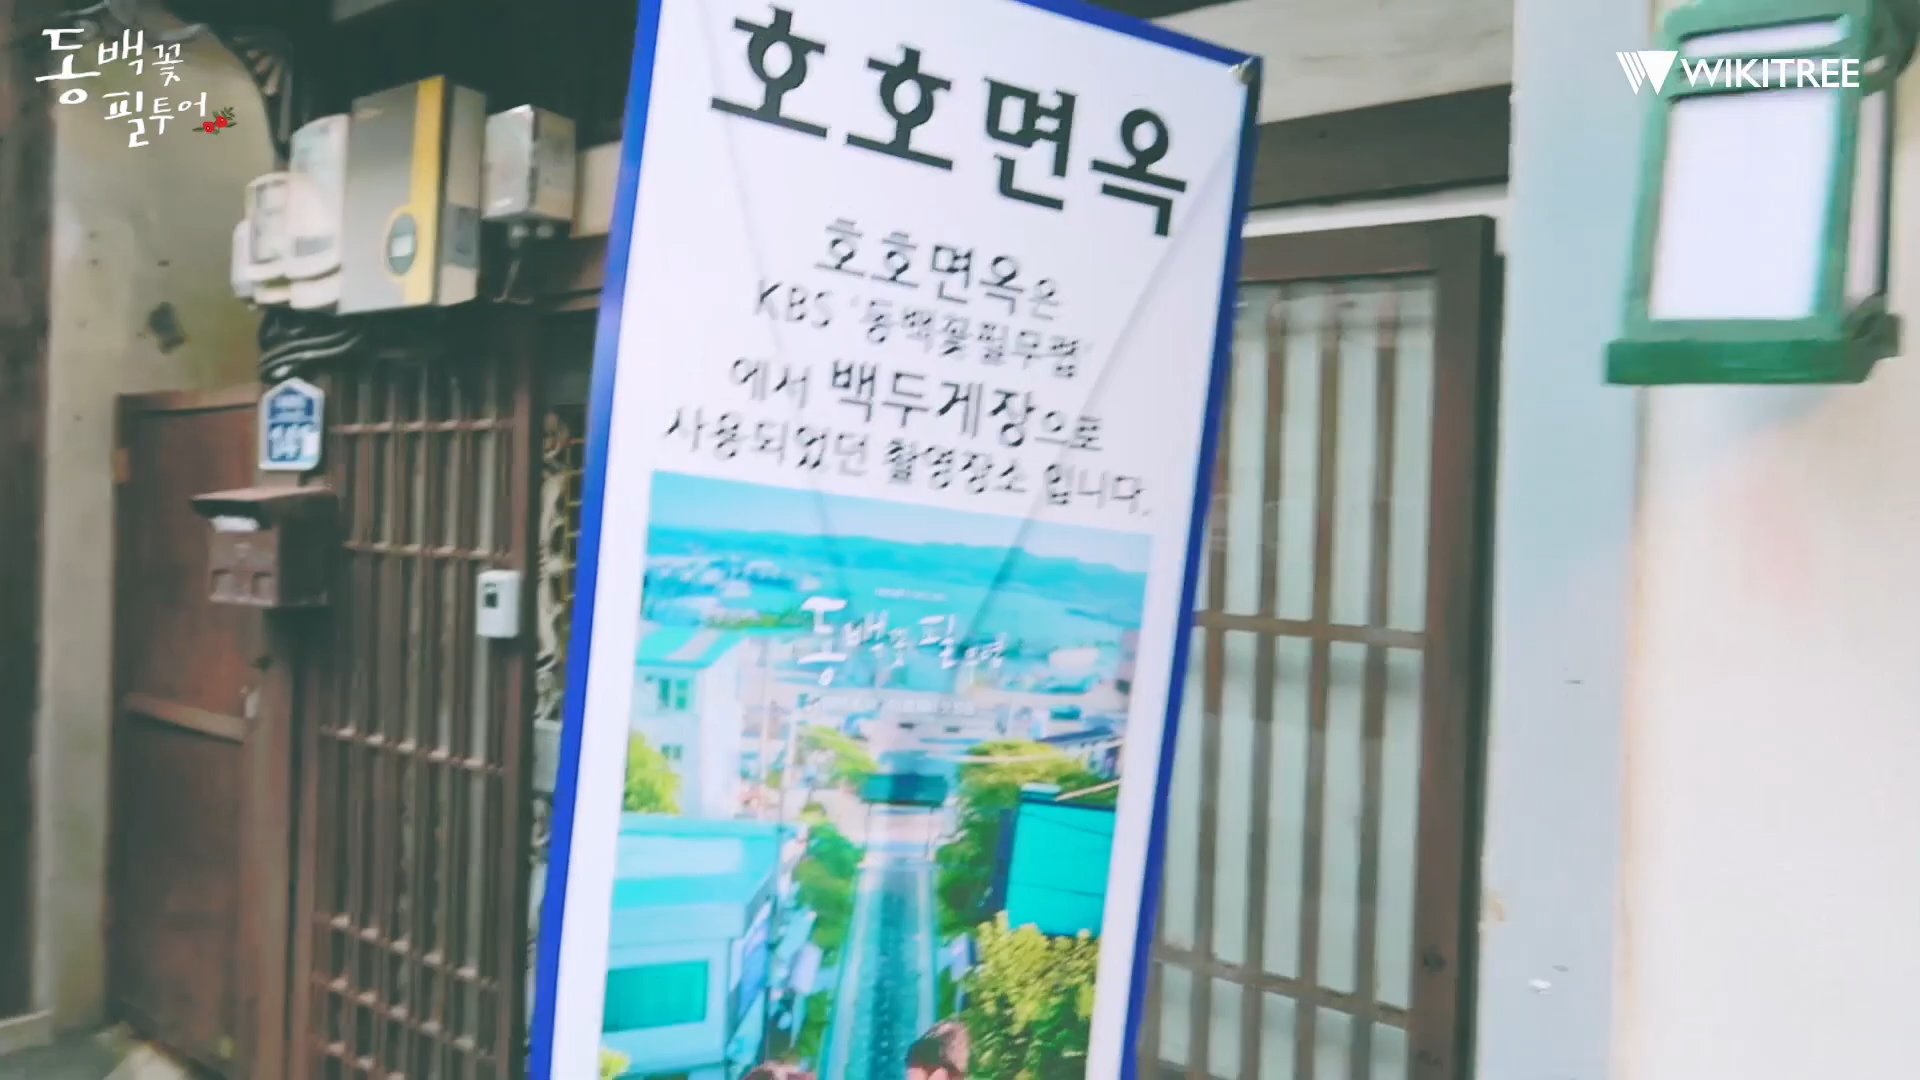 동백꽃
필투어
WIKITREE
호호면옥
호호면옥은
KBS '동백꽃필무렵'
에서 백두게장으로
사용되었던 촬영장소 입니다.
동백꽃 필 무렵